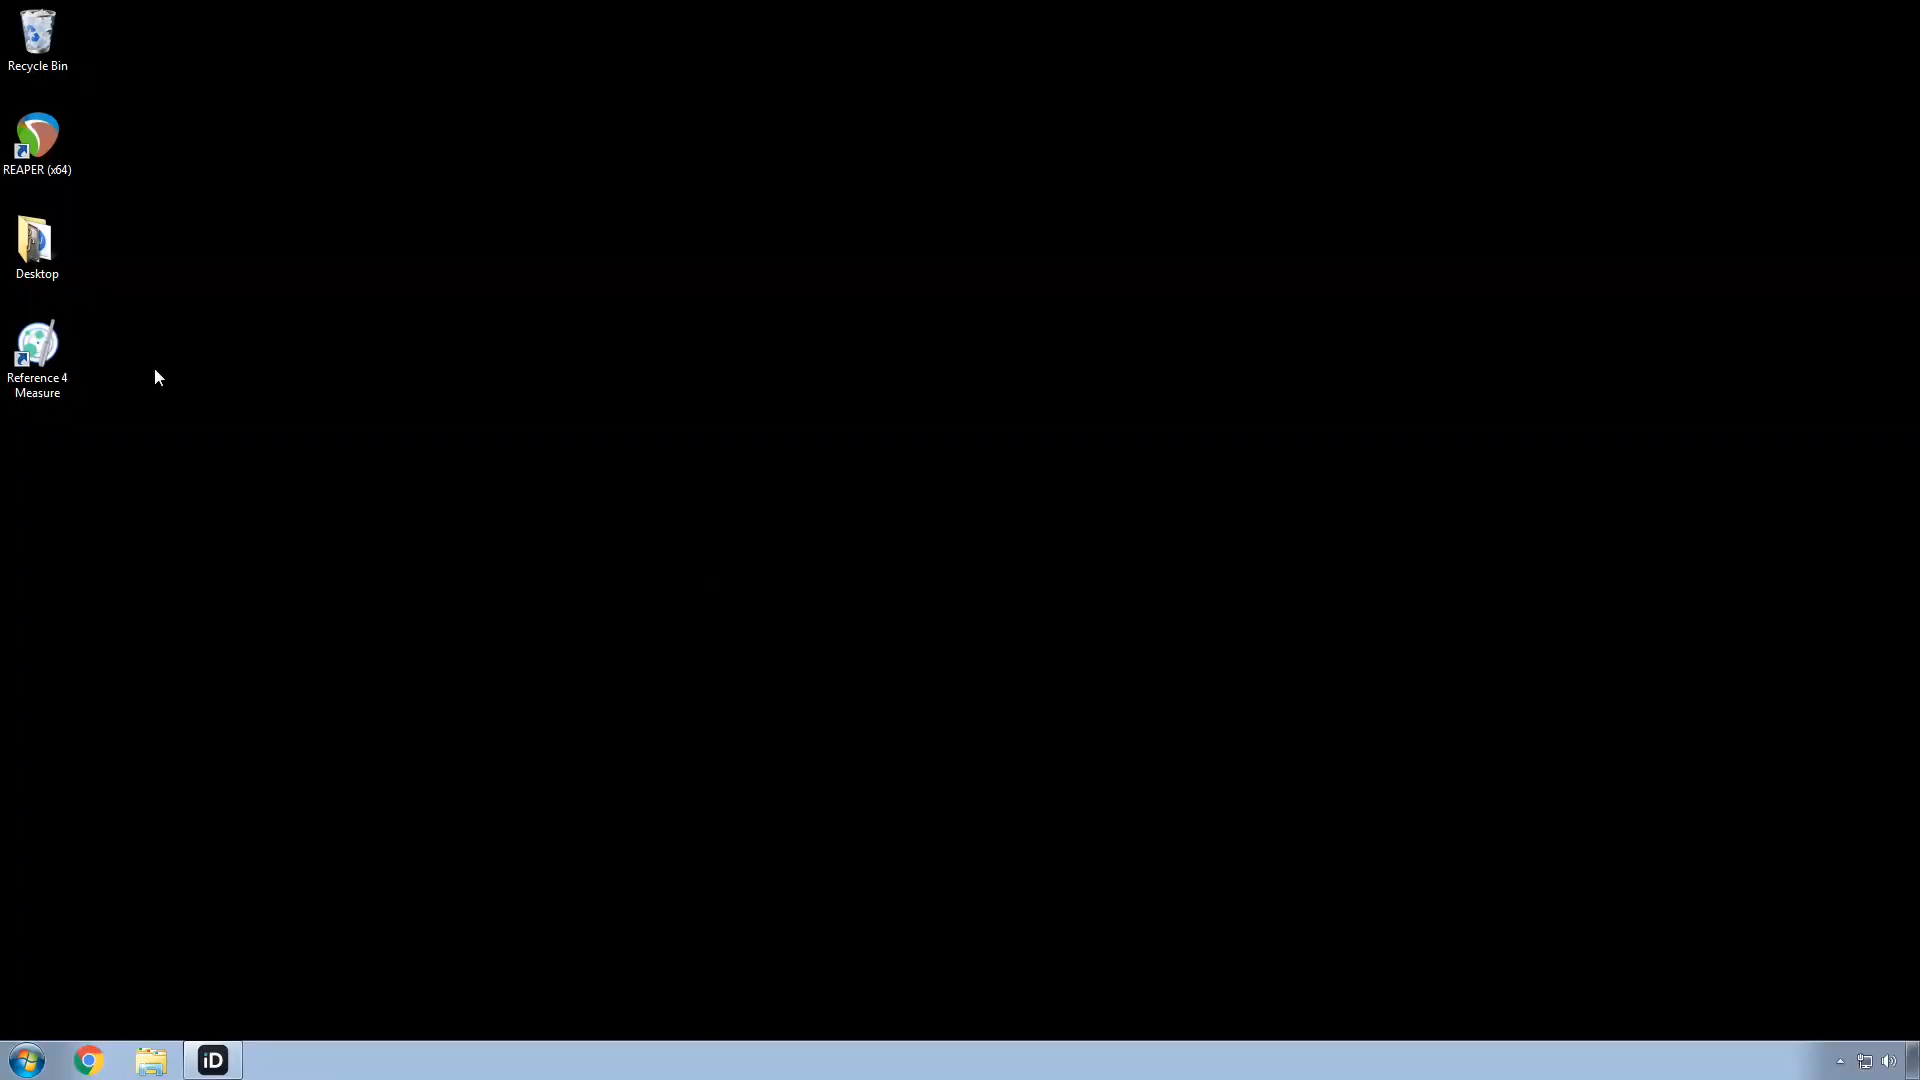 Recycle Bin
REAPER (x64)
Desktop
Reference 4
Measure
iD